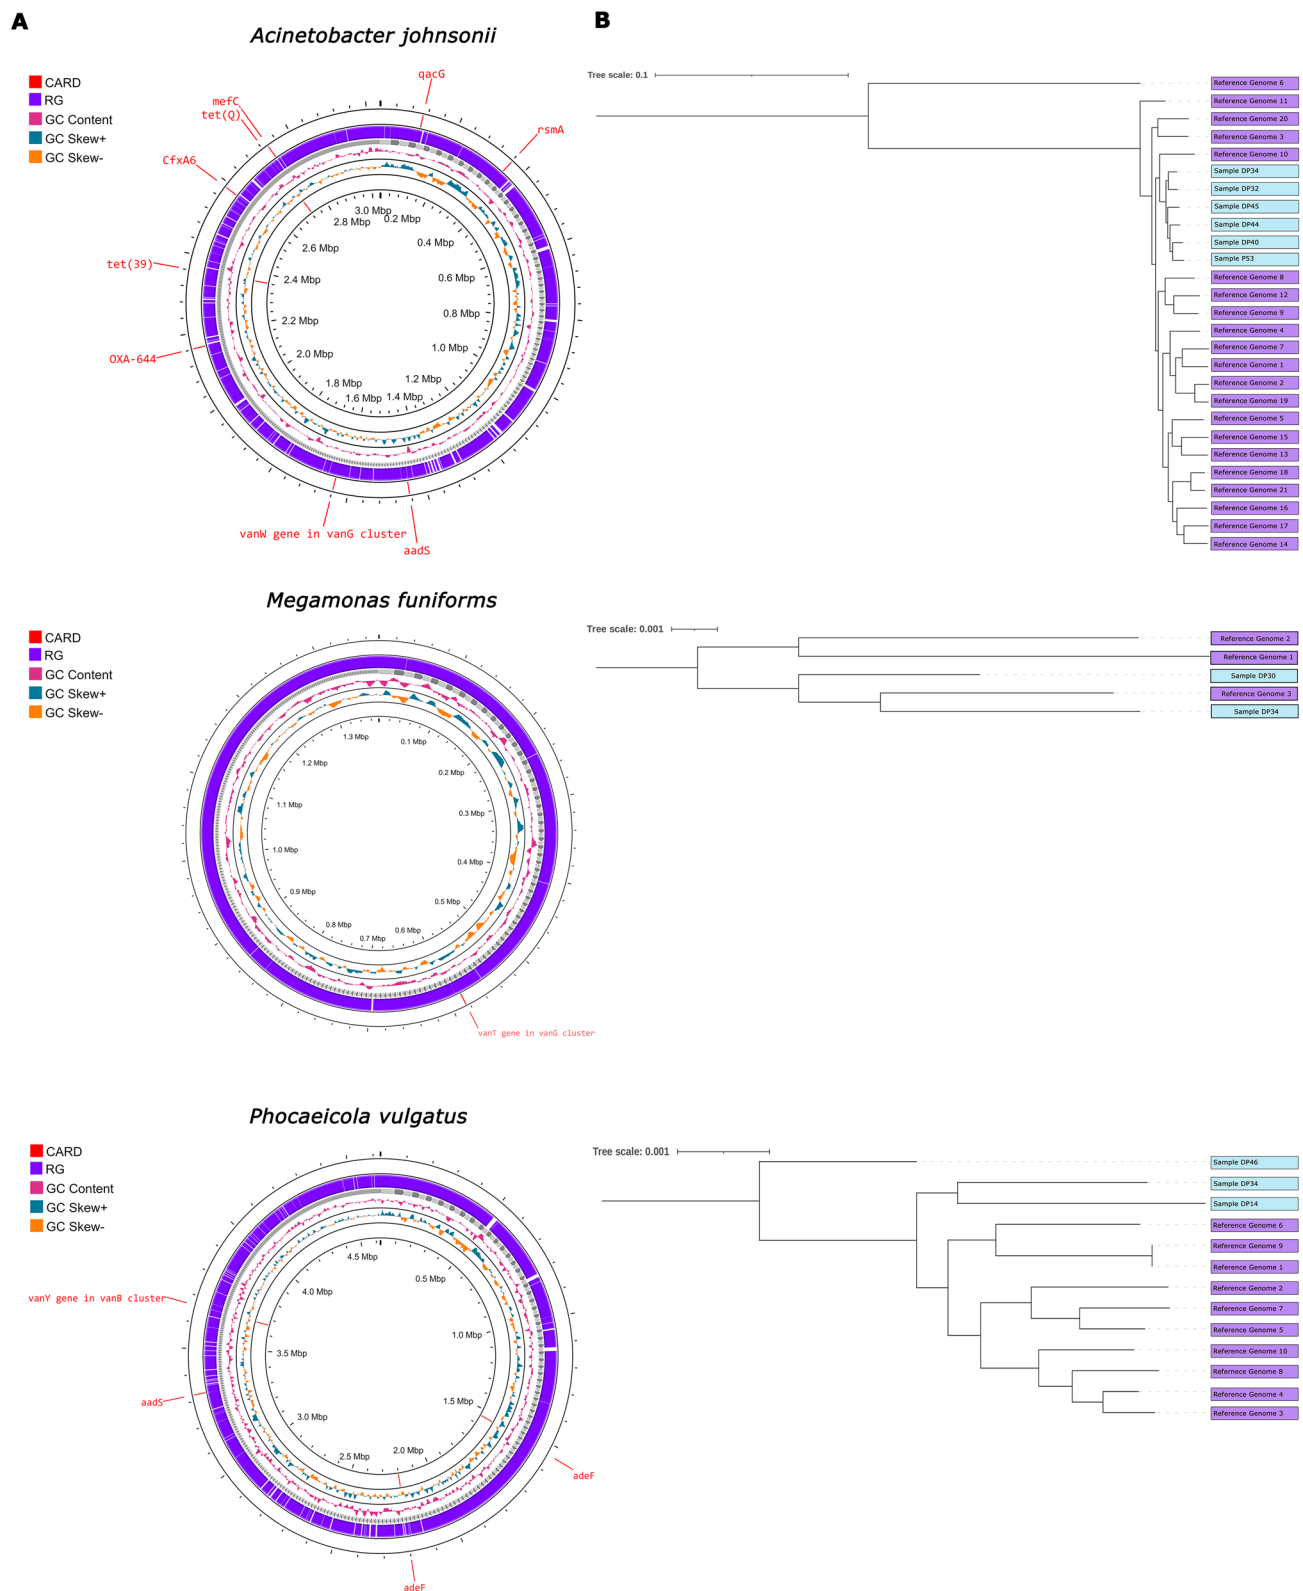 A
B
Acinetobacter johnsonii
CARD
RG
GC Content
GC Skew+
GC Skew-
qacG
rsmA
mefC
tet(Q)
CfxA6
tet(39)
OXA-644
vanW gene in vanG cluster
aadS
3.0 Mbp
0.2 Mbp
0.4 Mbp
0.6 Mbp
0.8 Mbp
1.0 Mbp
1.2 Mbp
1.4 Mbp
1.6 Mbp
1.8 Mbp
2.0 Mbp
2.2 Mbp
2.4 Mbp
2.6 Mbp
2.8 Mbp
Tree scale: 0.1
Reference Genome 6
Reference Genome 11
Reference Genome 20
Reference Genome 3
Reference Genome 10
Sample DP34
Sample DP32
Sample DP45
Sample DP44
Sample DP40
Sample P53
Reference Genome 8
Reference Genome 12
Reference Genome 9
Reference Genome 4
Reference Genome 7
Reference Genome 1
Reference Genome 2
Reference Genome 19
Reference Genome 5
Reference Genome 15
Reference Genome 13
Reference Genome 18
Reference Genome 21
Reference Genome 16
Reference Genome 17
Reference Genome 14
Megamonas funiforms
CARD
RG
GC Content
GC Skew+
GC Skew-
0.1 Mbp
0.2 Mbp
0.3 Mbp
0.4 Mbp
0.5 Mbp
0.6 Mbp
0.7 Mbp
0.8 Mbp
0.9 Mbp
1.0 Mbp
1.1 Mbp
1.2 Mbp
1.3 Mbp
vanT gene in vanG cluster
Tree scale: 0.001
Reference Genome 2
Reference Genome 1
Sample DP30
Reference Genome 3
Sample DP34
Phocaeicola vulgatus
CARD
RG
GC Content
GC Skew+
GC Skew-
vanY gene in vanB cluster
aadS
adeF
adeF
0.5 Mbp
1.0 Mbp
1.5 Mbp
2.0 Mbp
2.5 Mbp
3.0 Mbp
3.5 Mbp
4.0 Mbp
4.5 Mbp
Tree scale: 0.001
Sample DP46
Sample DP34
Sample DP14
Reference Genome 6
Reference Genome 9
Reference Genome 1
Reference Genome 2
Reference Genome 7
Reference Genome 5
Reference Genome 10
Refernece Genome 8
Reference Genome 4
Reference Genome 3